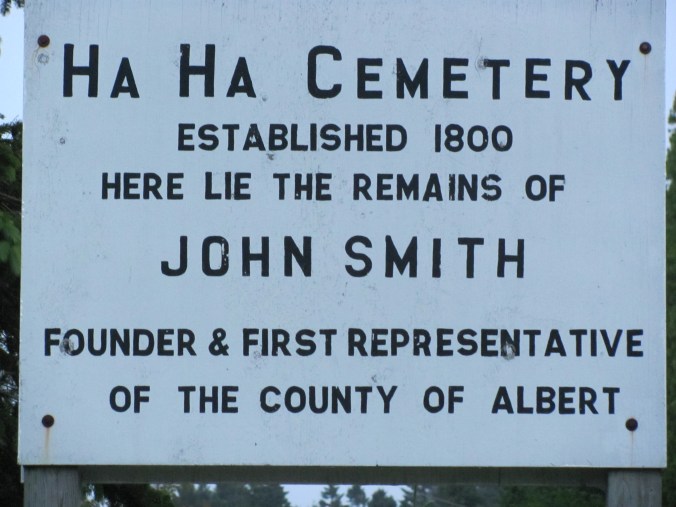 HA HA CEMETERY
ESTABLISHED 1800
HERE LIE THE REMAINS OF
JOHN SMITH
FOUNDER & FIRST REPRESENTATIVE
OF THE COUNTY OF ALBERT